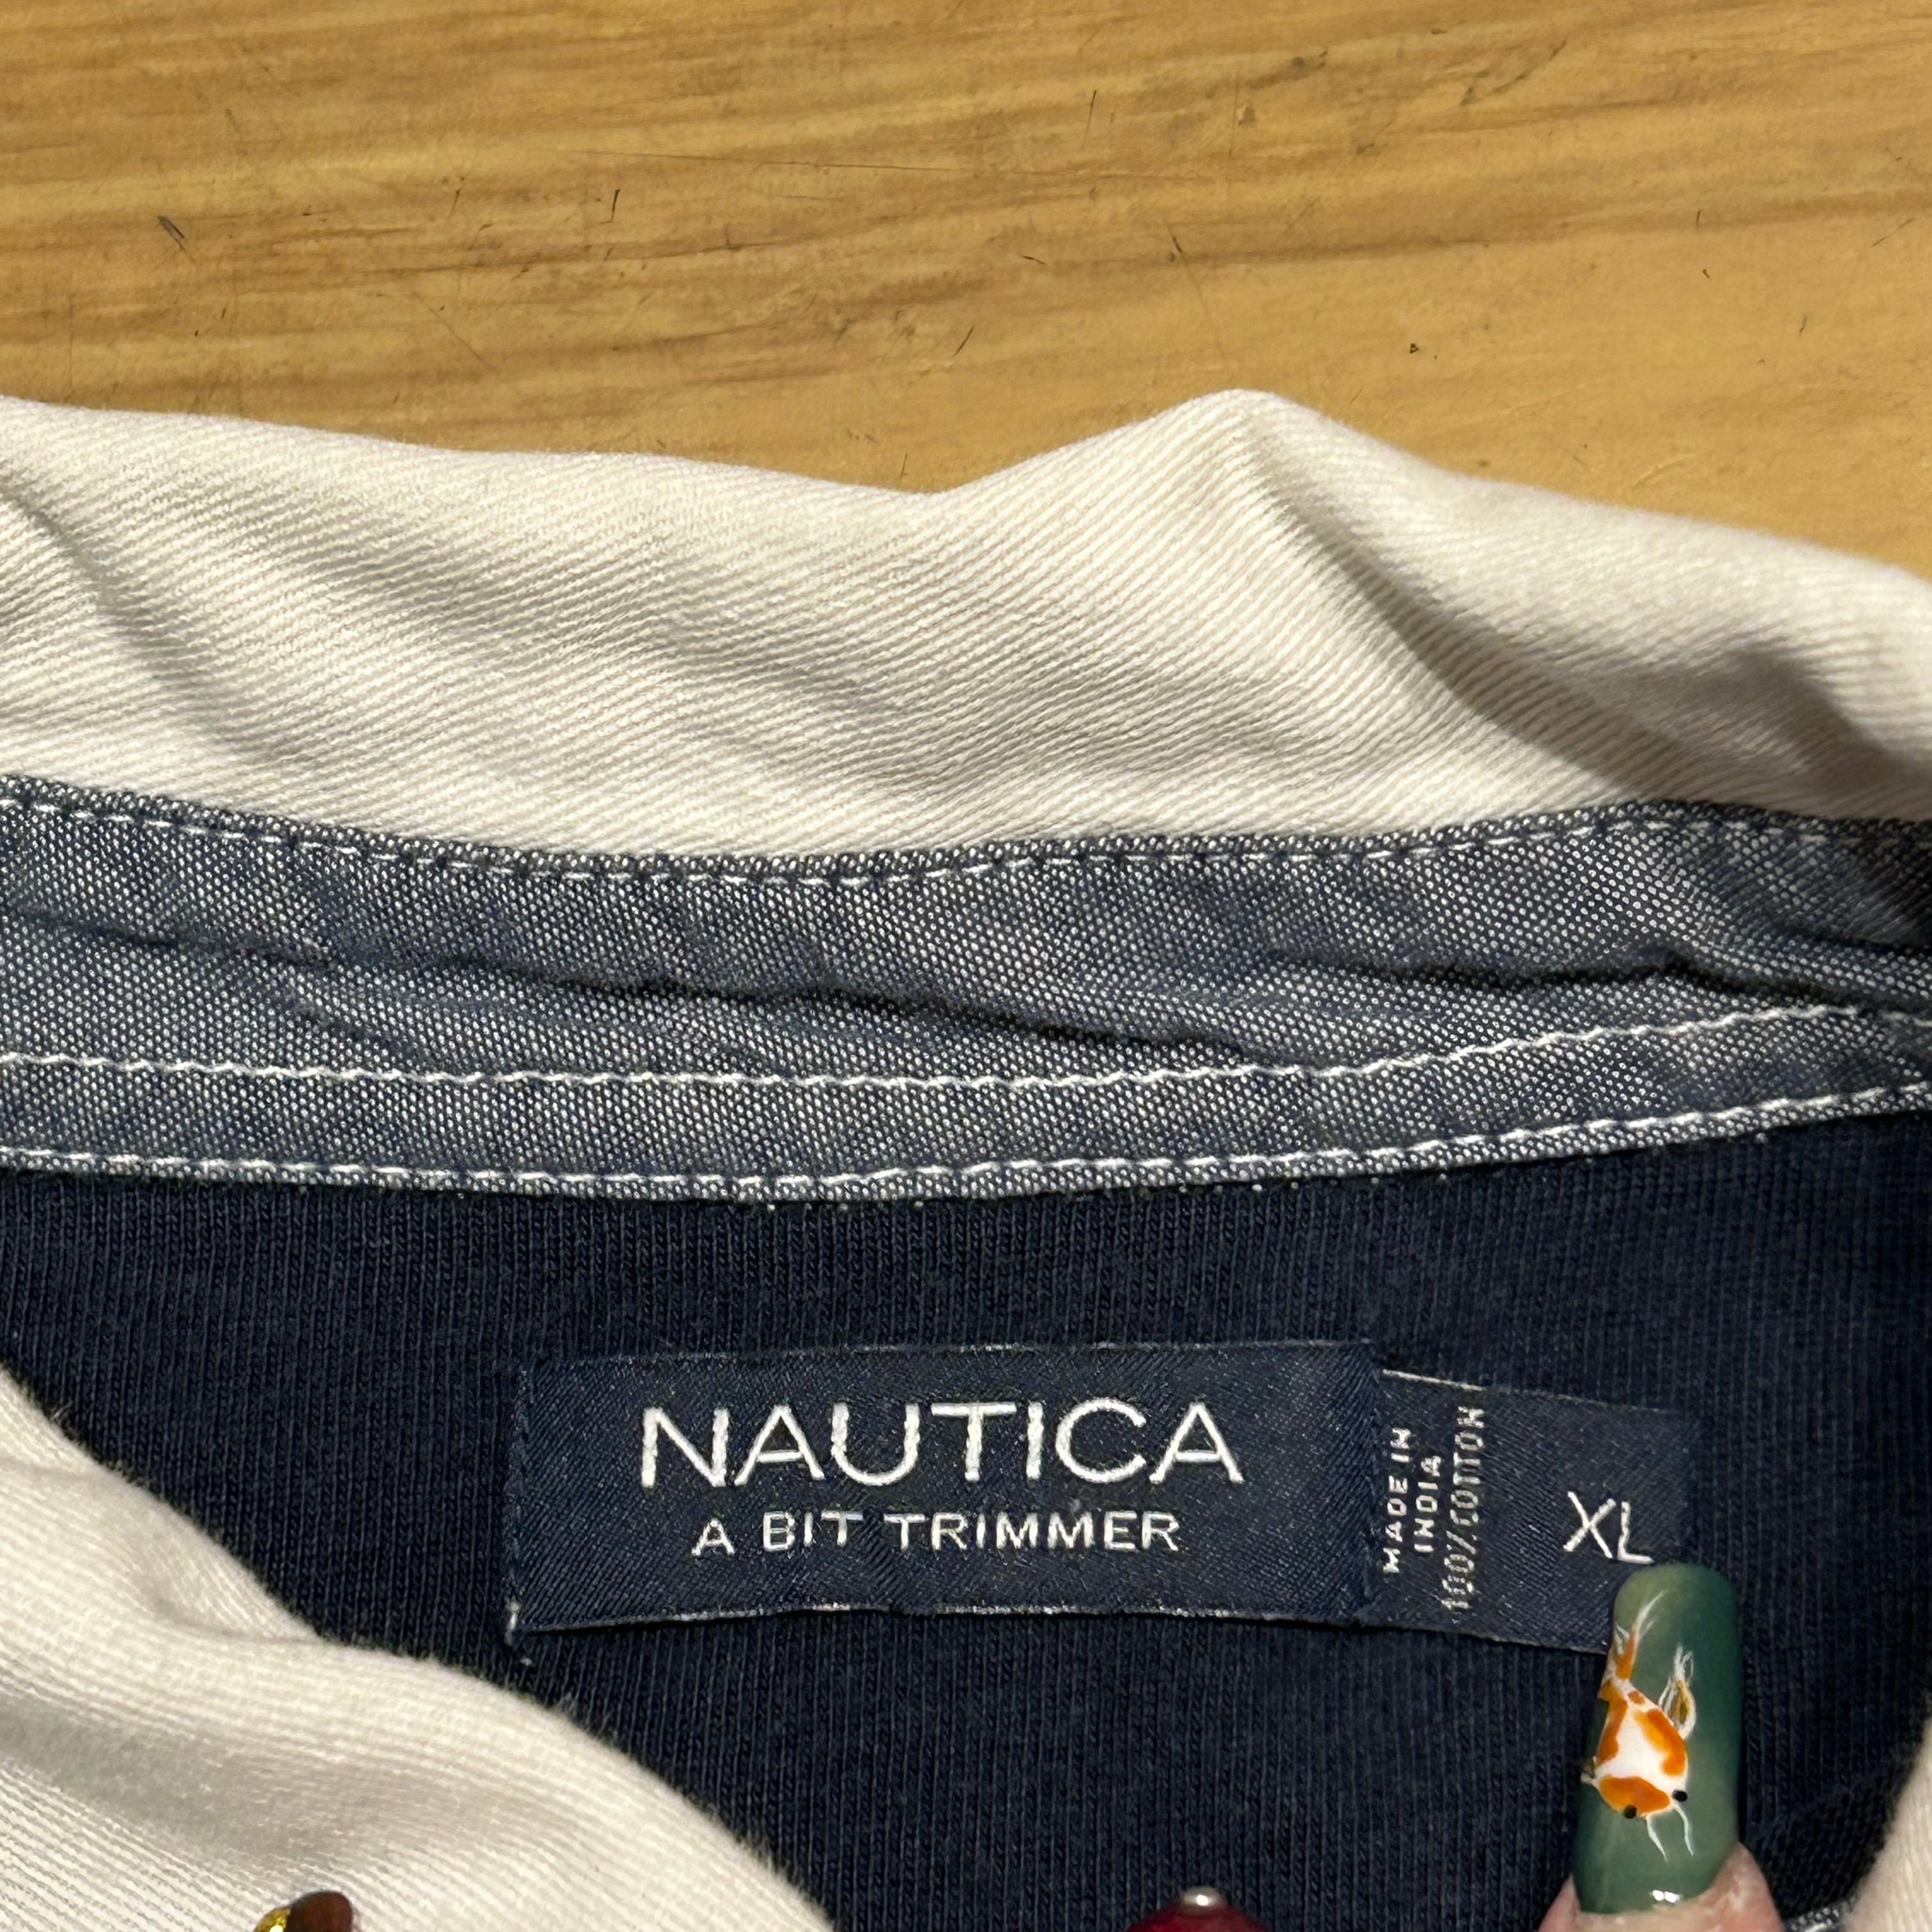 NAUTICA
A BIT TRIMMER
MADE IN
INDIA
100% COTTON
XL